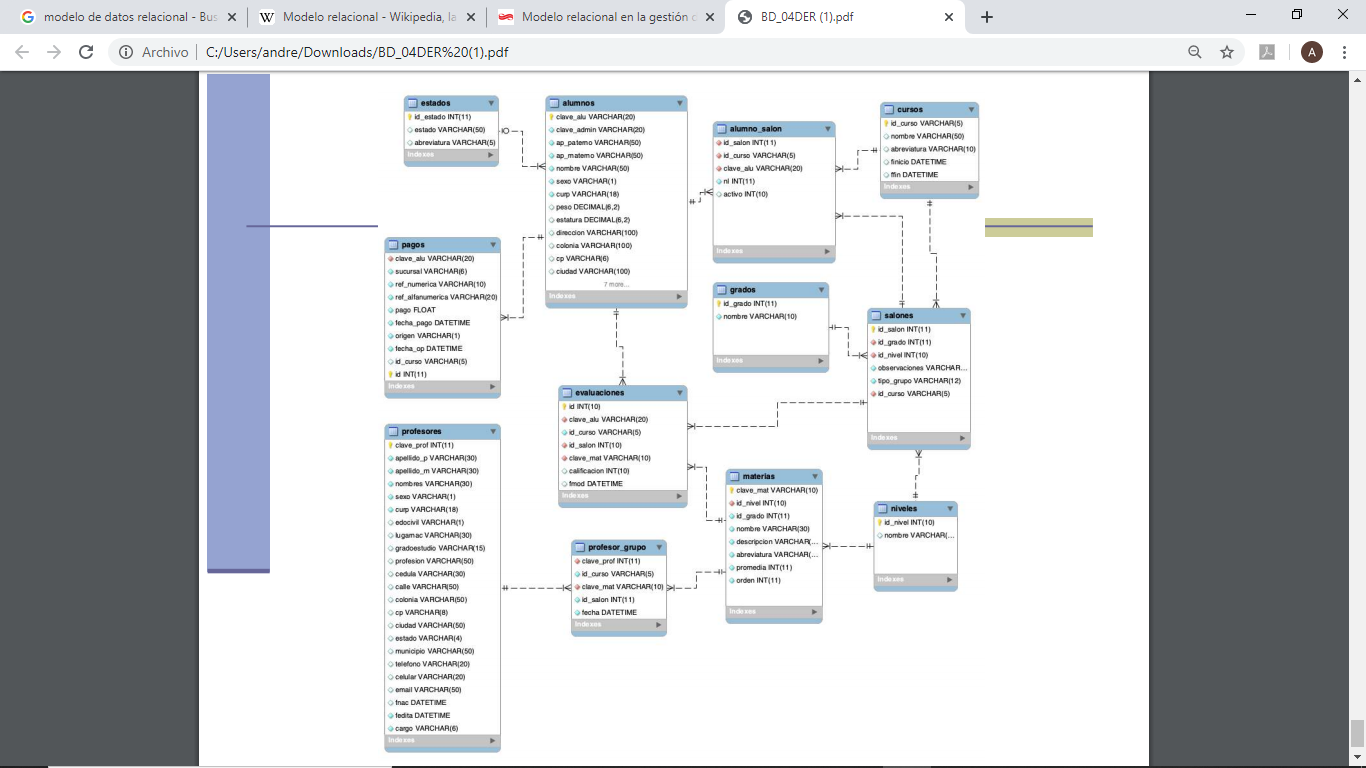 modelo de datos relacional - Bus
Modelo relacional - Wikipedia, la
Modelo relacional en la gestión d
BD_04DER (1).pdf
Archivo
C:/Users/andre/Downloads/BD_04DER%20(1).pdf
A
estados
id_estado INT(11)
estado VARCHAR(50)
abreviatura VARCHAR(5)
Indexes
alumnos
clave_alu VARCHAR(20)
clave_admin VARCHAR(20)
ap_paterno VARCHAR(50)
ap_materno VARCHAR(50)
nombre VARCHAR(50)
sexo VARCHAR(1)
curp VARCHAR(18)
peso DECIMAL(6,2)
estatura DECIMAL(6,2)
direccion VARCHAR(100)
colonia VARCHAR(100)
cp VARCHAR(6)
ciudad VARCHAR(100)
7 more...
Indexes
alumno_salon
id_salon INT(11)
id_curso VARCHAR(5)
clave_alu VARCHAR(20)
nl INT(11)
activo INT(10)
Indexes
cursos
id_curso VARCHAR(5)
nombre VARCHAR(50)
abreviatura VARCHAR(10)
finicio DATETIME
ffin DATETIME
Indexes
pagos
clave_alu VARCHAR(20)
sucursal VARCHAR(6)
ref_numerica VARCHAR(10)
ref_alfanumerica VARCHAR(20)
pago FLOAT
fecha_pago DATETIME
origen VARCHAR(1)
fecha_op DATETIME
id_curso VARCHAR(5)
id INT(11)
Indexes
grados
id_grado INT(11)
nombre VARCHAR(10)
Indexes
salones
id_salon INT(11)
id_grado INT(11)
id_nivel INT(10)
observaciones VARCHAR...
tipo_grupo VARCHAR(12)
id_curso VARCHAR(5)
Indexes
evaluaciones
id INT(10)
clave_alu VARCHAR(20)
id_curso VARCHAR(5)
id_salon INT(10)
clave_mat VARCHAR(10)
calificacion INT(10)
fmod DATETIME
Indexes
profesores
clave_prof INT(11)
apellido_p VARCHAR(30)
apellido_m VARCHAR(30)
nombres VARCHAR(30)
sexo VARCHAR(1)
curp VARCHAR(18)
edocivil VARCHAR(1)
lugarnac VARCHAR(30)
gradoestudio VARCHAR(15)
profesion VARCHAR(50)
cedula VARCHAR(30)
calle VARCHAR(50)
colonia VARCHAR(50)
cp VARCHAR(8)
ciudad VARCHAR(50)
estado VARCHAR(4)
municipio VARCHAR(50)
telefono VARCHAR(20)
celular VARCHAR(20)
email VARCHAR(50)
fnac DATETIME
fedita DATETIME
cargo VARCHAR(6)
Indexes
materias
clave_mat VARCHAR(10)
id_nivel INT(10)
id_grado INT(11)
nombre VARCHAR(30)
descripcion VARCHAR(...
abreviatura VARCHAR(...
promedia INT(11)
orden INT(11)
Indexes
niveles
id_nivel INT(10)
nombre VARCHAR(...
Indexes
profesor_grupo
clave_prof INT(11)
id_curso VARCHAR(5)
clave_mat VARCHAR(10)
id_salon INT(11)
fecha DATETIME
Indexes